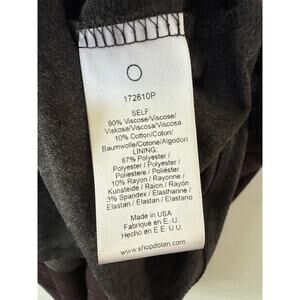 172610P
SELF:
90% Viscose/Viscose/
Viskose/Viscosa/Viscosa
10% Cotton/Coton/
Baumwolle/Cotone/Algodon
LINING:
87% Polyester /
Polyester / Polyester /
Poliestere / Poliéster
10% Rayon / Rayonne /
Kunsteide / Rajon / Rayón
3% Spandex / Elasthanne /
Elastan / Elastan / Elastano
Made in USA
Fabriqué en E.-U.
Hecho en E E. U U.
www.shopdolan.com